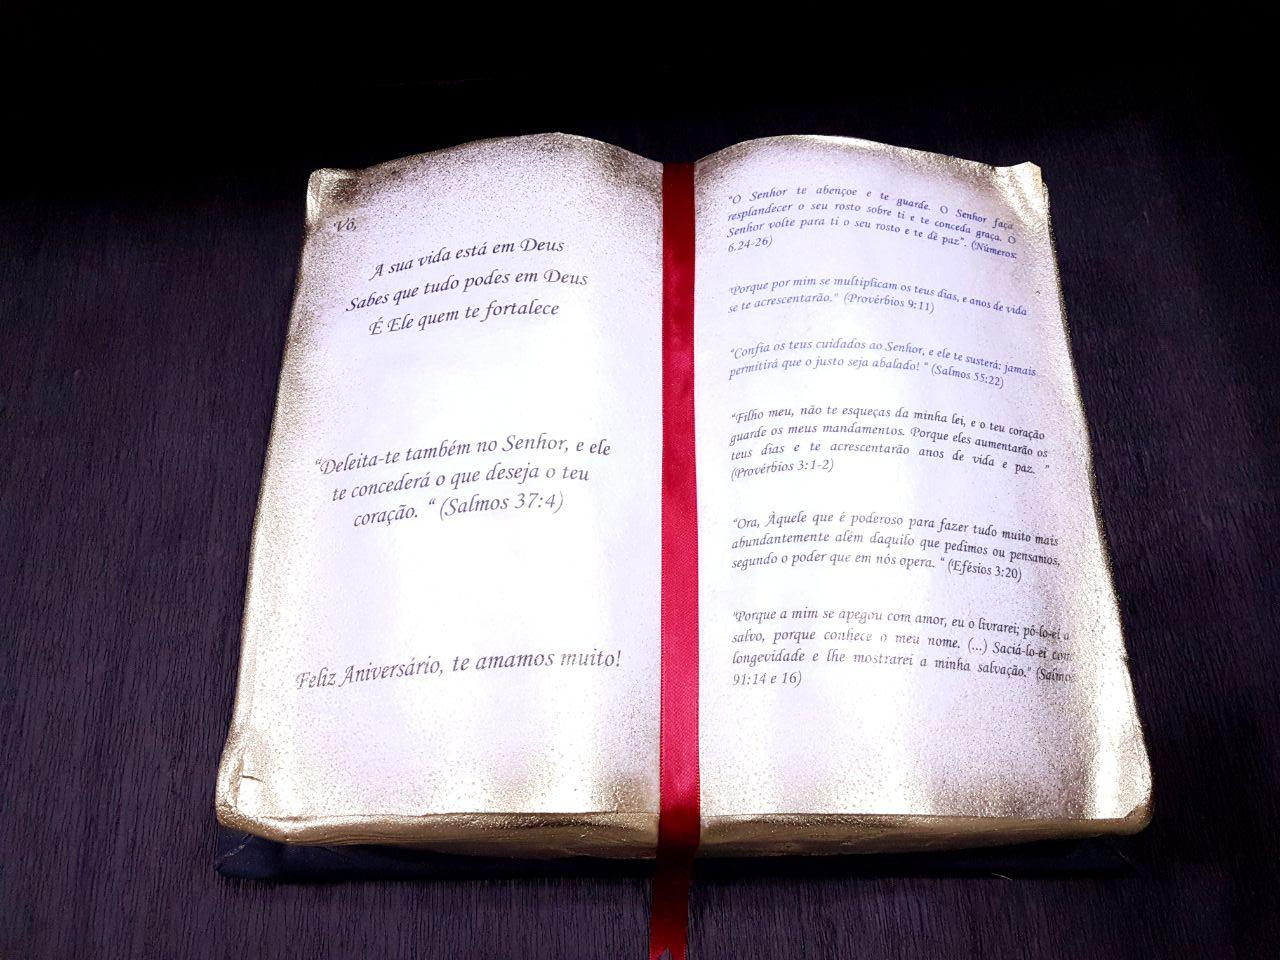 Vô,
A sua vida está em Deus
Sabes que tudo podes em Deus
É Ele quem te fortalece
"Deleita-te também no Senhor, e ele
te concederá o que deseja o teu
coração. " (Salmos 37:4)
Feliz Aniversário, te amamos muito!
"O Senhor te abençoe e te guarde. O Senhor faça
resplandecer o seu rosto sobre ti e te conceda graça. O
Senhor volte para ti o seu rosto e te dê paz". (Números:
6.24-26)
"Porque por mim se multiplicam os teus dias, e anos de vida
se te acrescentarão." (Provérbios 9:11)
"Confia os teus cuidados ao Senhor, e ele te susterá: jamais
permitirá que o justo seja abalado! " (Salmos 55:22)
"Filho meu, não te esqueças da minha lei, e o teu coração
guarde os meus mandamentos. Porque eles aumentarão os
teus dias e te acrescentarão anos de vida e paz. "
(Provérbios 3:1-2)
"Ora, Àquele que é poderoso para fazer tudo muito mais
abundantemente além daquilo que pedimos ou pensamos,
segundo o poder que em nós opera. " (Efésios 3:20)
"Porque a mim se apegou com amor, eu o livrarei; pô-lo-ei a
salvo, porque conhece o meu nome. (...) Saciá-lo-ei com
longevidade e lhe mostrarei a minha salvação." (Salmo
91:14 e 16)